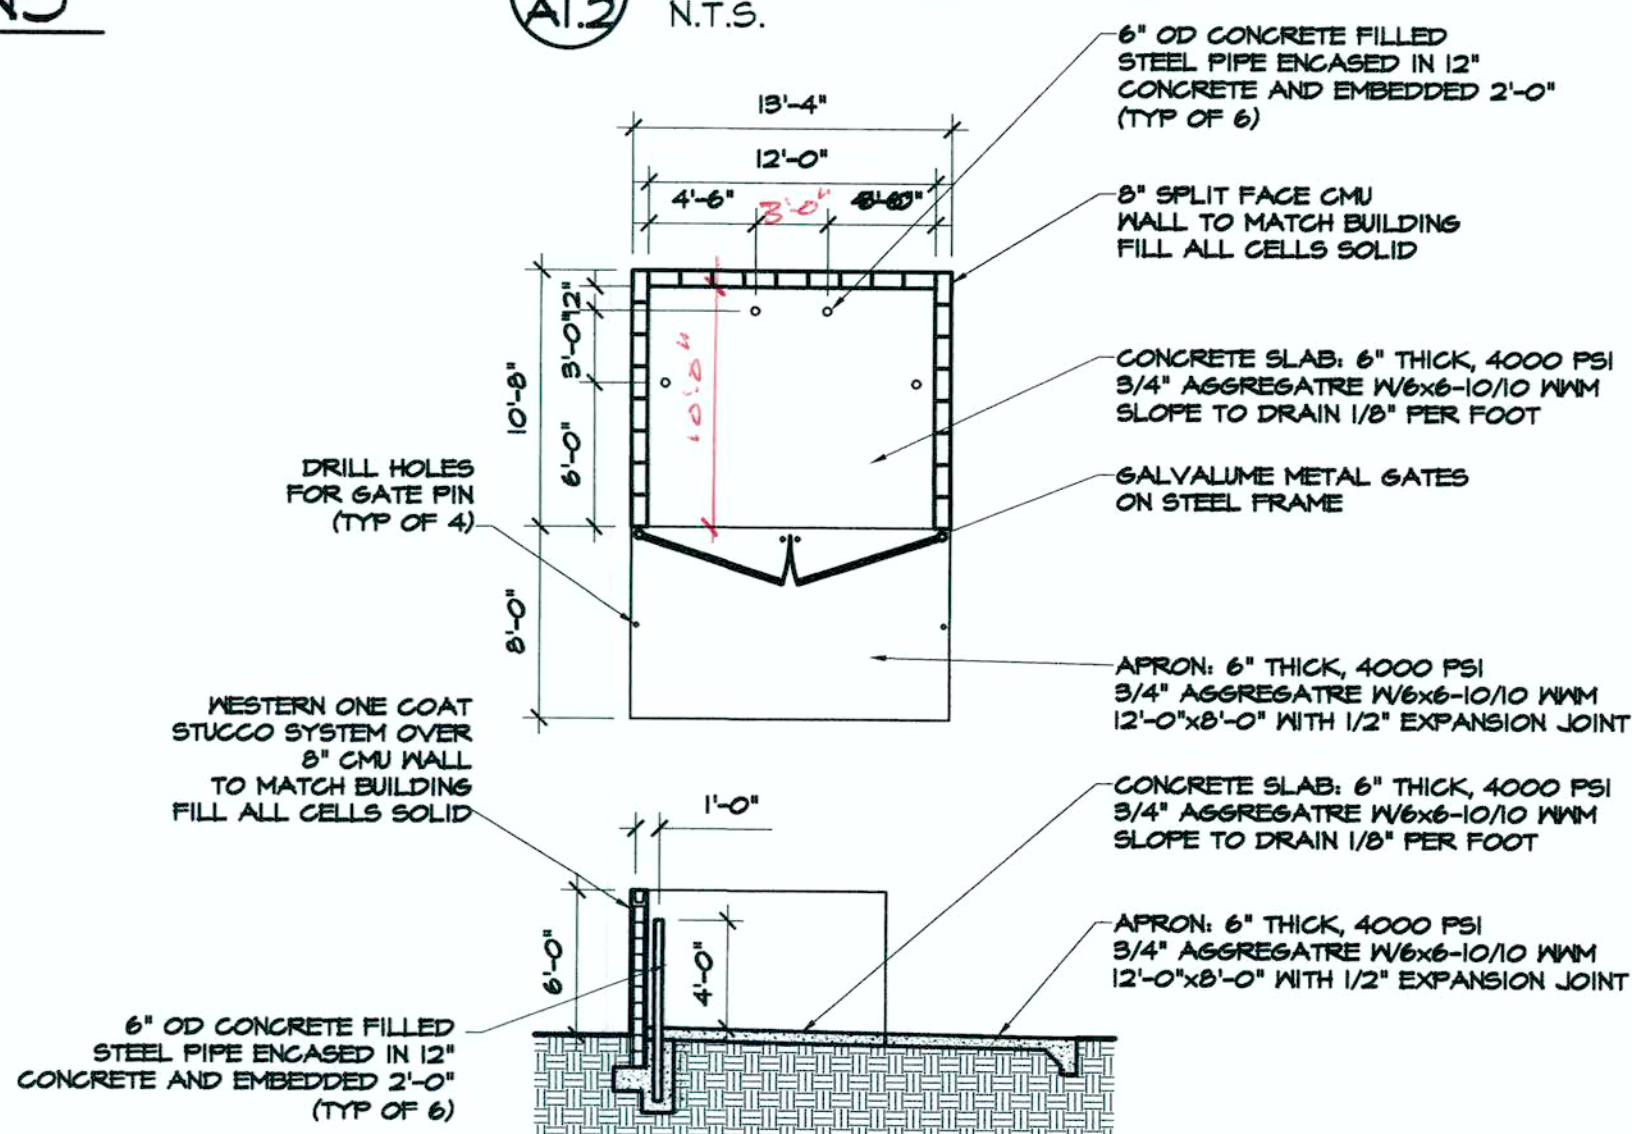 A1.2
N.T.S.
6" OD CONCRETE FILLED
STEEL PIPE ENCASED IN 12"
CONCRETE AND EMBEDDED 2'-0"
(TYP OF 6)
13'-4"
12'-0"
4'-6"
3'-0"
8" SPLIT FACE CMU
WALL TO MATCH BUILDING
FILL ALL CELLS SOLID
12"
3'-0"
10'-8"
10'-0"
6'-0"
CONCRETE SLAB: 6" THICK, 4000 PSI
3/4" AGGREGATRE W/6x6-10/10 WWM
SLOPE TO DRAIN 1/8" PER FOOT
DRILL HOLES
FOR GATE PIN
(TYP OF 4)
GALVALUME METAL GATES
ON STEEL FRAME
8'-0"
APRON: 6" THICK, 4000 PSI
3/4" AGGREGATRE W/6x6-10/10 WWM
12'-0"x8'-0" WITH 1/2" EXPANSION JOINT
WESTERN ONE COAT
STUCCO SYSTEM OVER
8" CMU WALL
TO MATCH BUILDING
FILL ALL CELLS SOLID
1'-0"
CONCRETE SLAB: 6" THICK, 4000 PSI
3/4" AGGREGATRE W/6x6-10/10 WWM
SLOPE TO DRAIN 1/8" PER FOOT
6'-0"
4'-0"
APRON: 6" THICK, 4000 PSI
3/4" AGGREGATRE W/6x6-10/10 WWM
12'-0"x8'-0" WITH 1/2" EXPANSION JOINT
6" OD CONCRETE FILLED
STEEL PIPE ENCASED IN 12"
CONCRETE AND EMBEDDED 2'-0"
(TYP OF 6)